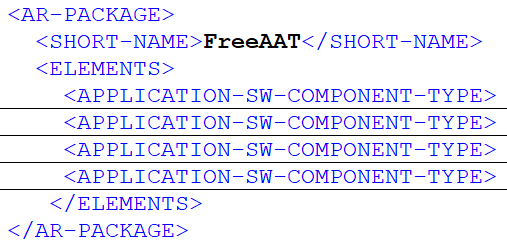 <AR-PACKAGE>
<SHORT-NAME>FreeAAT</SHORT-NAME>
<ELEMENTS>
<APPLICATION-SW-COMPONENT-TYPE>
<APPLICATION-SW-COMPONENT-TYPE>
<APPLICATION-SW-COMPONENT-TYPE>
<APPLICATION-SW-COMPONENT-TYPE>
</ELEMENTS>
</AR-PACKAGE>